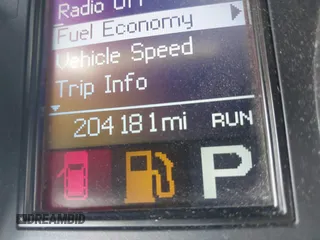 Radio Off
Fuel Economy
Vehicle Speed
Trip Info
204181mi RUN
P
DREAMBID